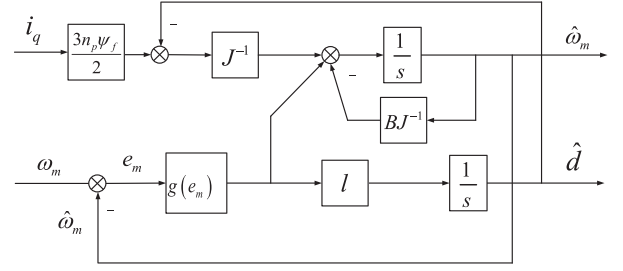 i_q
3n_pψ_f
2
−
J⁻¹
−
1
s
ω̂_m
BJ⁻¹
ω_m
e_m
g(e_m)
l
1
s
d̂
ω̂_m
−